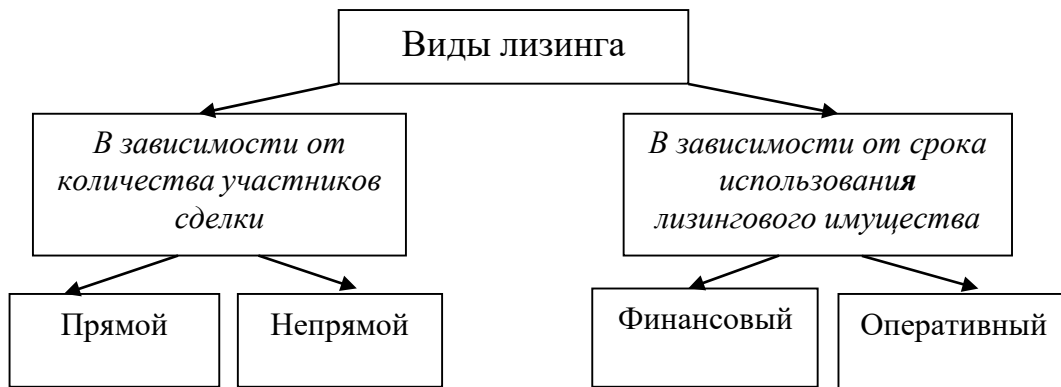 Виды лизинга
В зависимости от
количества участников
сделки
В зависимости от срока
использования
лизингового имущества
Прямой
Непрямой
Финансовый
Оперативный